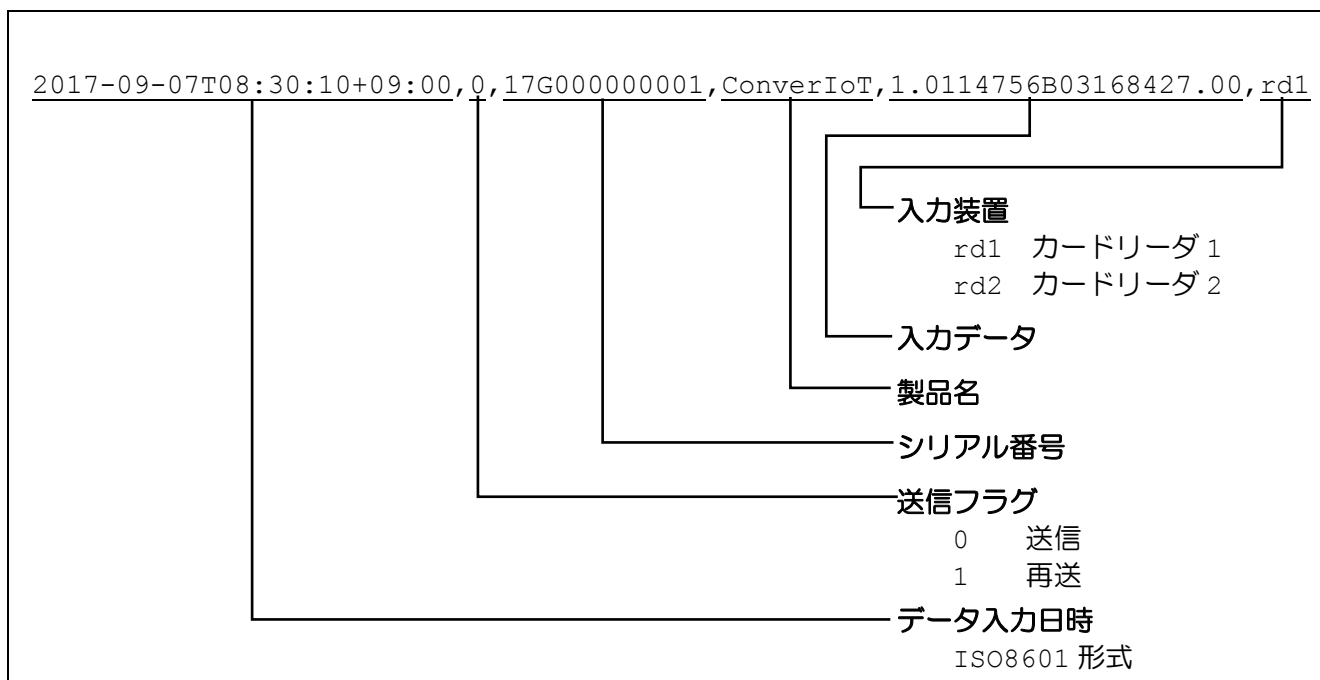 2017-09-07T08:30:10+09:00,0,17G000000001,ConverIoT,1.0114756B03168427.00,rd1
入力装置
rd1 カードリーダ 1
rd2 カードリーダ 2
入力データ
製品名
シリアル番号
送信フラグ
0 送信
1 再送
データ入力日時
ISO8601 形式